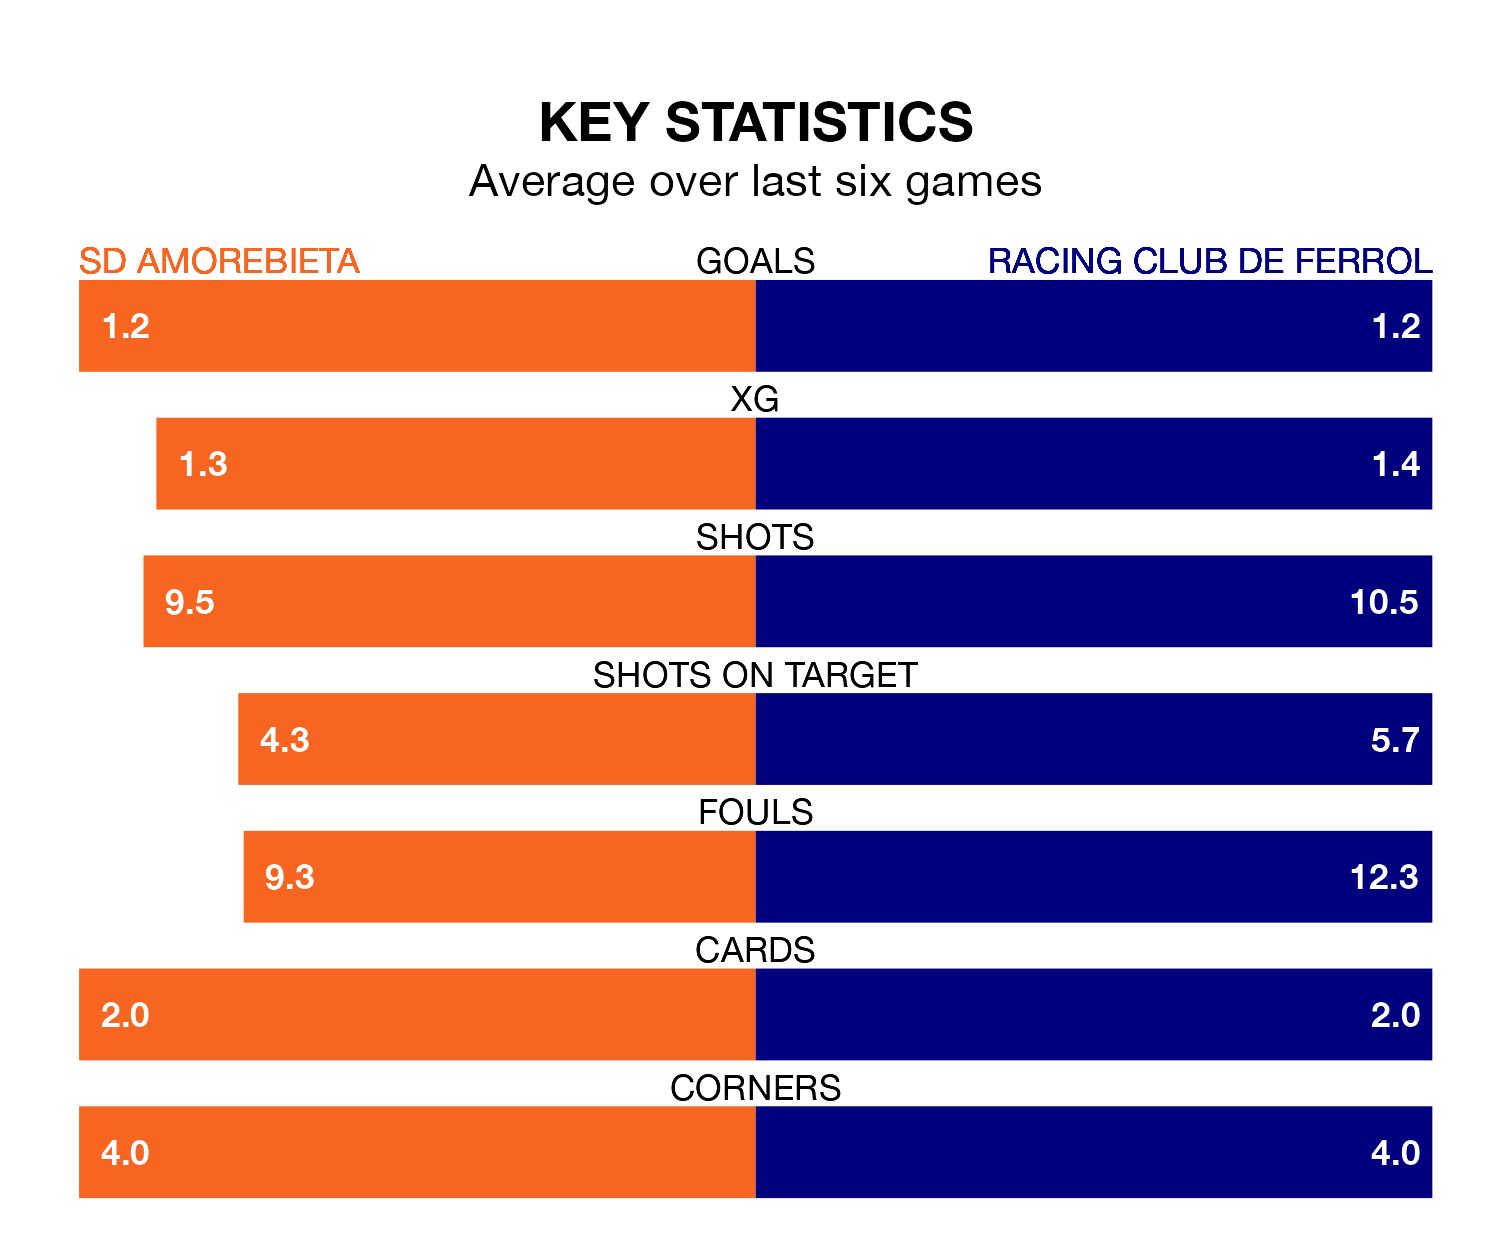 KEY STATISTICS
Average over last six games
SD AMOREBIETA GOALS RACING CLUB DE FERROL
1.2 1.2
XG
1.3 1.4
SHOTS
9.5 10.5
SHOTS ON TARGET
4.3 5.7
FOULS
9.3 12.3
CARDS
2.0 2.0
CORNERS
4.0 4.0